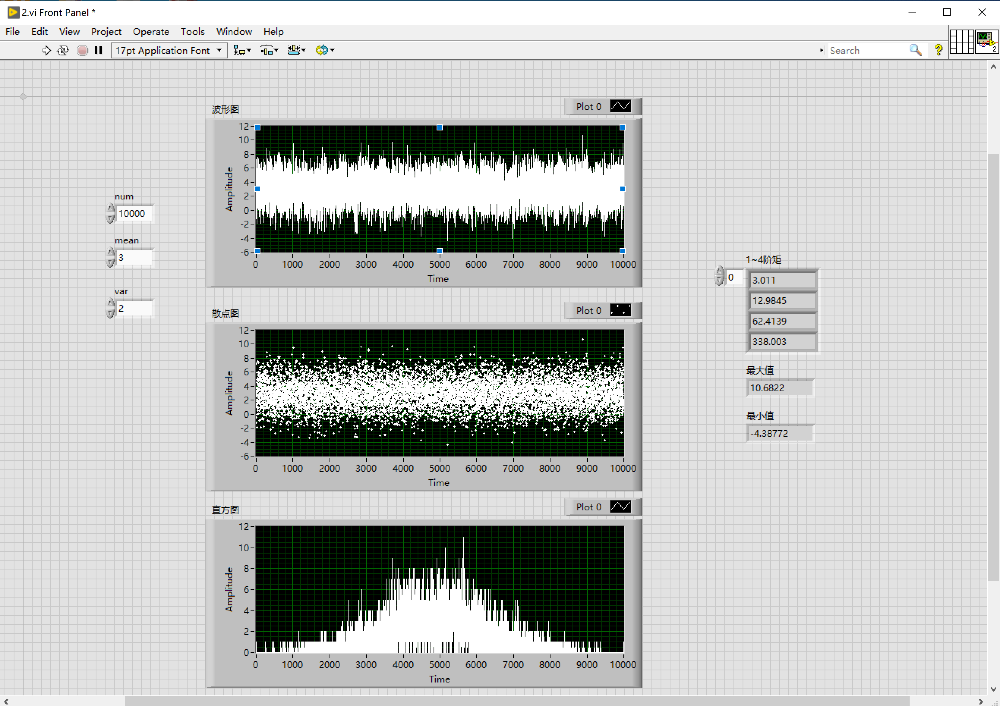 2.vi Front Panel *
File Edit View Project Operate Tools Window Help
17pt Application Font
Search
2
波形图
Plot 0
12
10
8
6
4
2
0
-2
-4
-6
Amplitude
0 1000 2000 3000 4000 5000 6000 7000 8000 9000 10000
Time
num
10000
mean
3
var
2
散点图
Plot 0
12
10
8
6
4
2
0
-2
-4
-6
Amplitude
0 1000 2000 3000 4000 5000 6000 7000 8000 9000 10000
Time
直方图
Plot 0
12
10
8
6
4
2
0
Amplitude
0 1000 2000 3000 4000 5000 6000 7000 8000 9000 10000
Time
1~4阶矩
0
3.011
12.9845
62.4139
338.003
最大值
10.6822
最小值
-4.38772